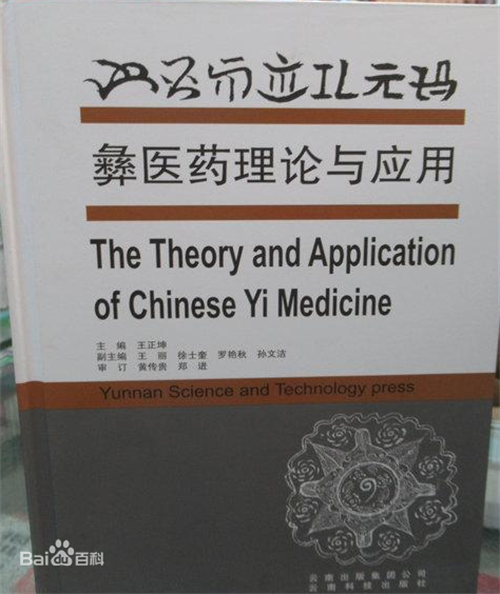 彝医药理论与应用
The Theory and Application
of Chinese Yi Medicine
主 编 王正坤
副主编 王 丽 徐士奎 罗艳秋 孙文洁
审 订 黄传贵 郑 进
Yunnan Science and Technology press
云南出版集团公司
云南科技出版社
Bai du 百科